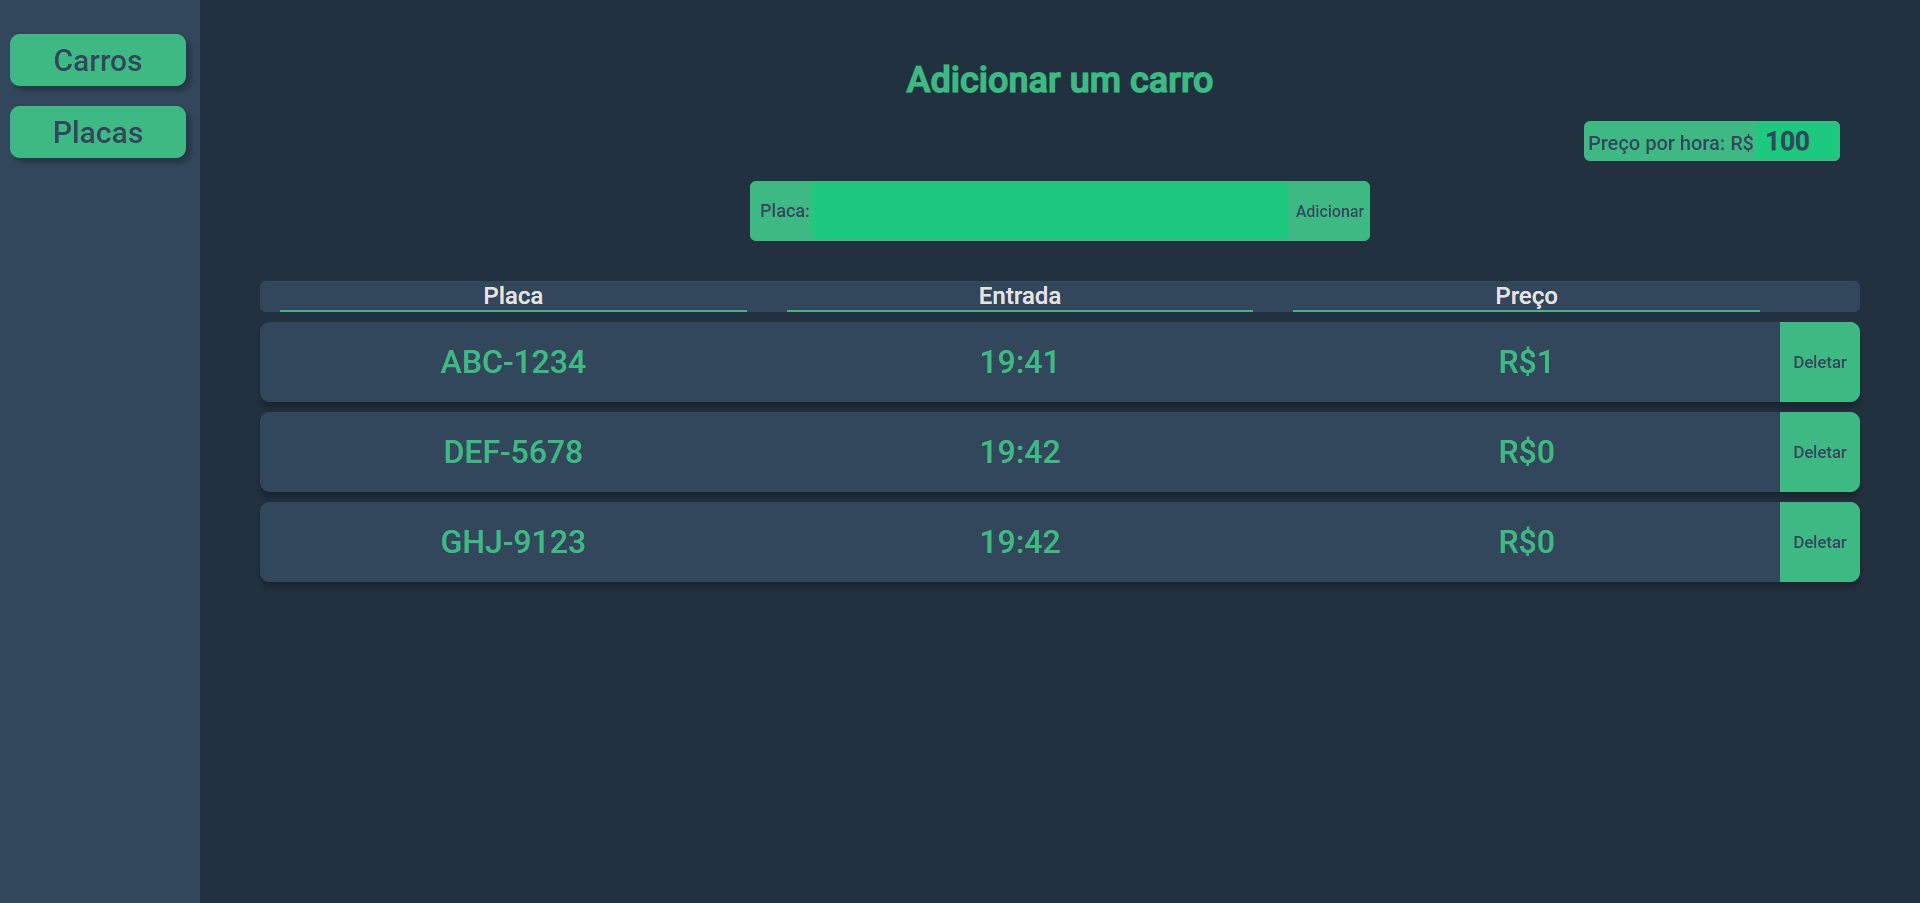 Carros
Placas
Adicionar um carro
Preço por hora: R$ 100
Placa: Adicionar
Placa Entrada Preço
ABC-1234 19:41 R$1 Deletar
DEF-5678 19:42 R$0 Deletar
GHJ-9123 19:42 R$0 Deletar